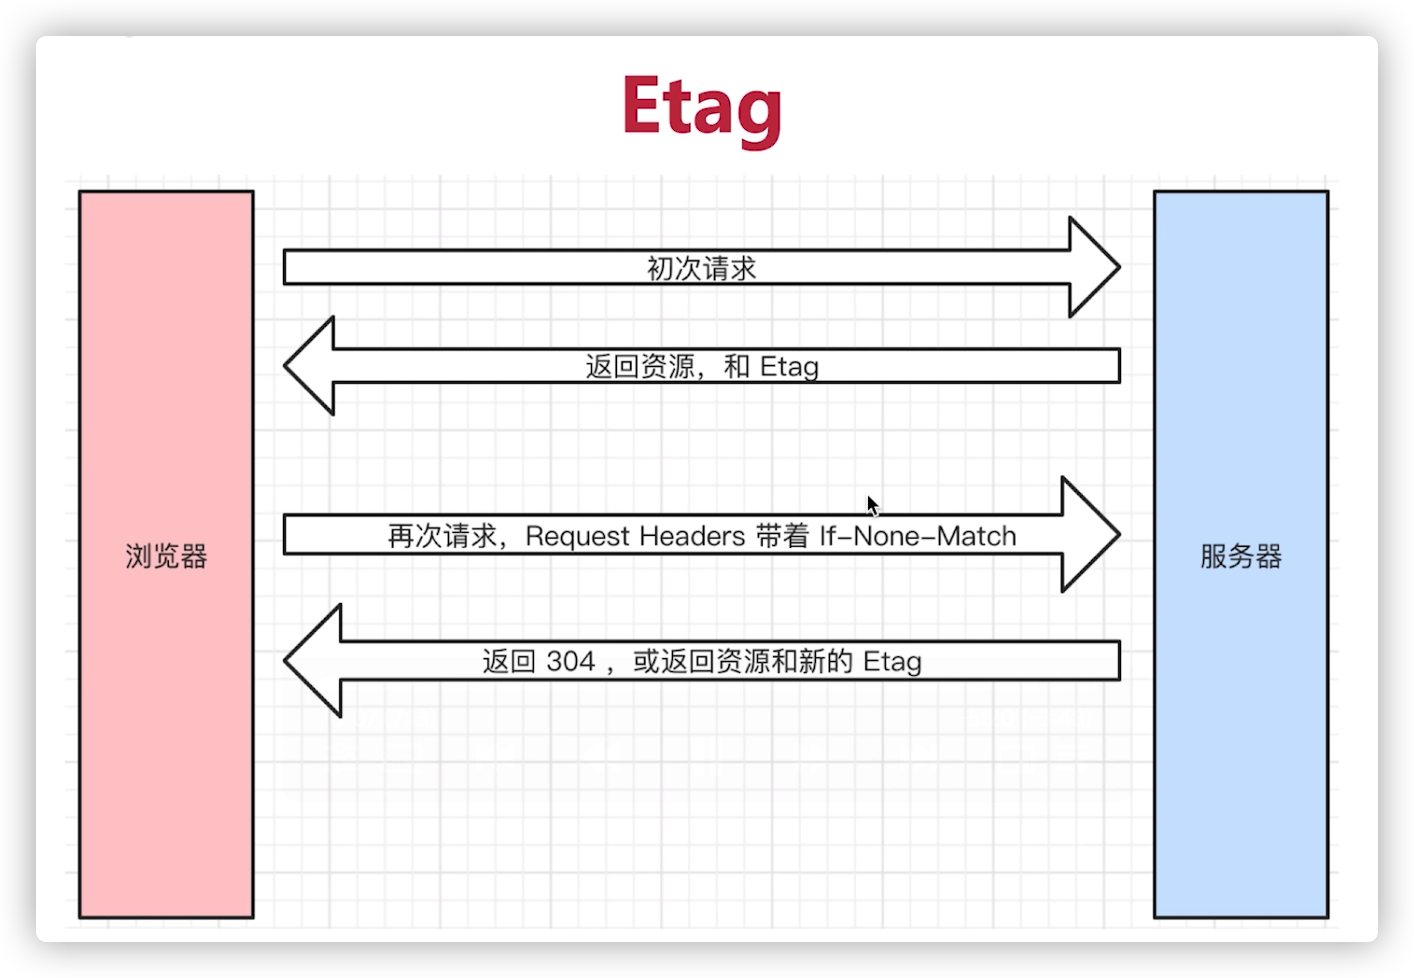 Etag
初次请求
返回资源，和 Etag
再次请求，Request Headers 带着 If-None-Match
浏览器
服务器
返回 304 ，或返回资源和新的 Etag